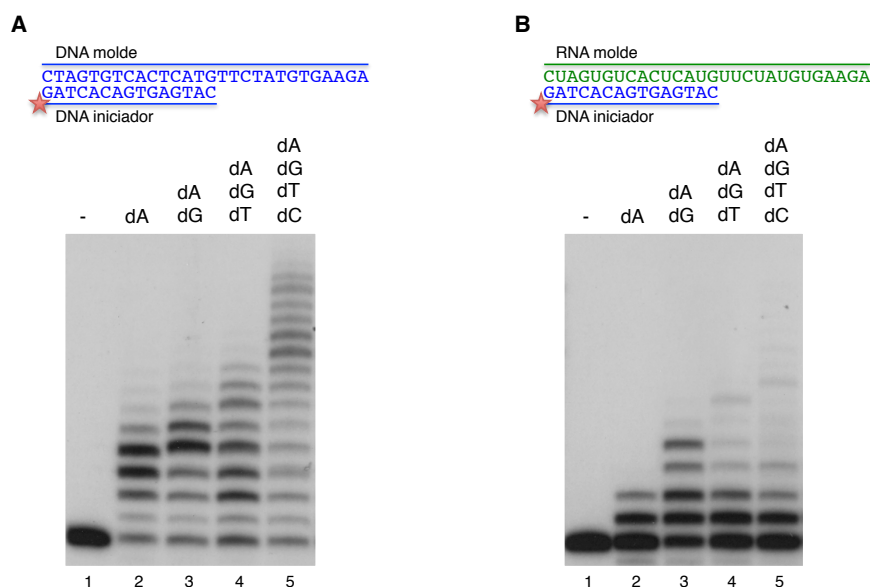 A
DNA molde
CTAGTGTCACTCATGTTCTATGTGAAGA
GATCACAGTGAGTAC
DNA iniciador
dA
dA dG
dA dG dT
- dA dG dT dC
1 2 3 4 5
B
RNA molde
CUAGUGUCACUCAUGUUCUAUGUGAAGA
GATCACAGTGAGTAC
DNA iniciador
dA
dA dG
dA dG dT
- dA dG dT dC
1 2 3 4 5